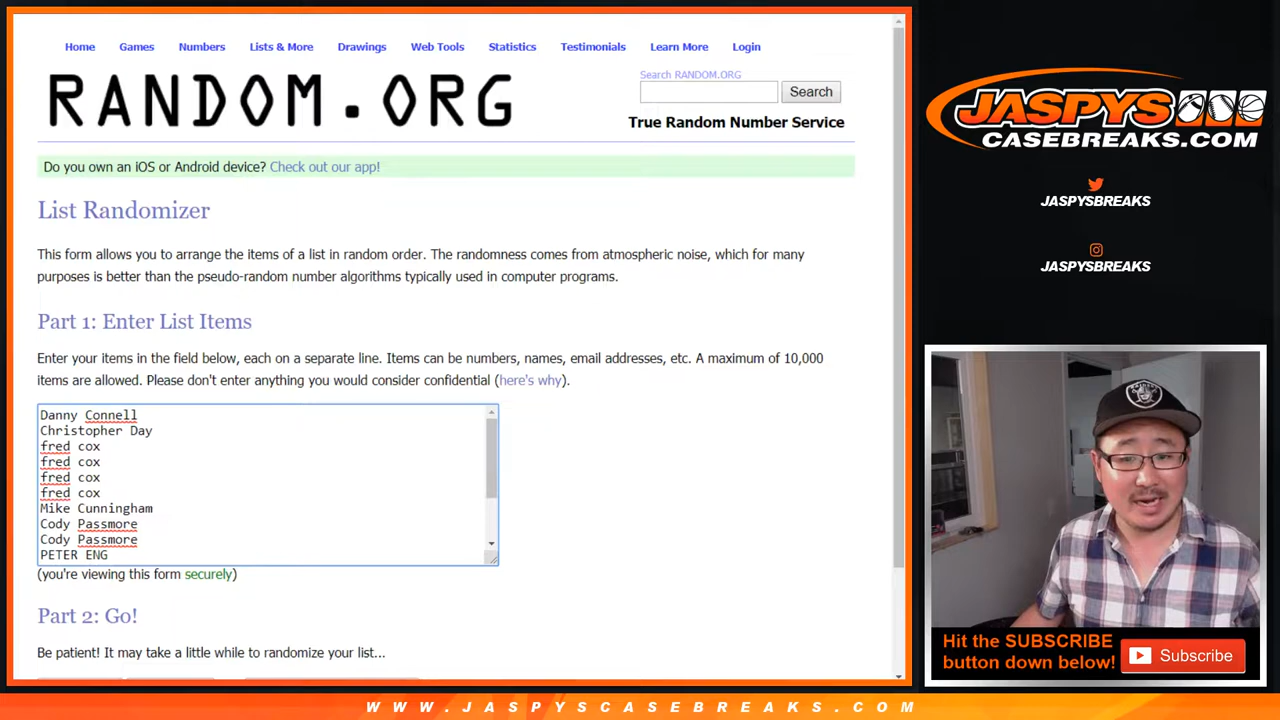 Home Games Numbers Lists & More Drawings Web Tools Statistics Testimonials Learn More Login
RANDOM.ORG
Search RANDOM.ORG
Search
True Random Number Service
Do you own an iOS or Android device? Check out our app!
List Randomizer
This form allows you to arrange the items of a list in random order. The randomness comes from atmospheric noise, which for many
purposes is better than the pseudo-random number algorithms typically used in computer programs.
Part 1: Enter List Items
Enter your items in the field below, each on a separate line. Items can be numbers, names, email addresses, etc. A maximum of 10,000
items are allowed. Please don't enter anything you would consider confidential (here's why).
Danny Connell
Christopher Day
fred cox
fred cox
fred cox
fred cox
Mike Cunningham
Cody Passmore
Cody Passmore
PETER ENG
(you're viewing this form securely)
Part 2: Go!
Be patient! It may take a little while to randomize your list...
JASPYS
CASEBREAKS.COM
JASPYSBREAKS
JASPYSBREAKS
RAIDERS
Hit the SUBSCRIBE
button down below!
Subscribe
WWW.JASPYSCASEBREAKS.COM